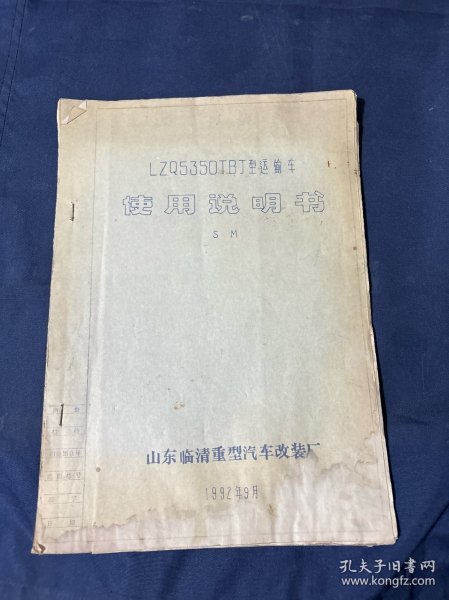 LZQ5350TBJ型运输车
使用说明书
S M
山东临清重型汽车改装厂
1992年9月
孔夫子旧书网
www.kongfz.com